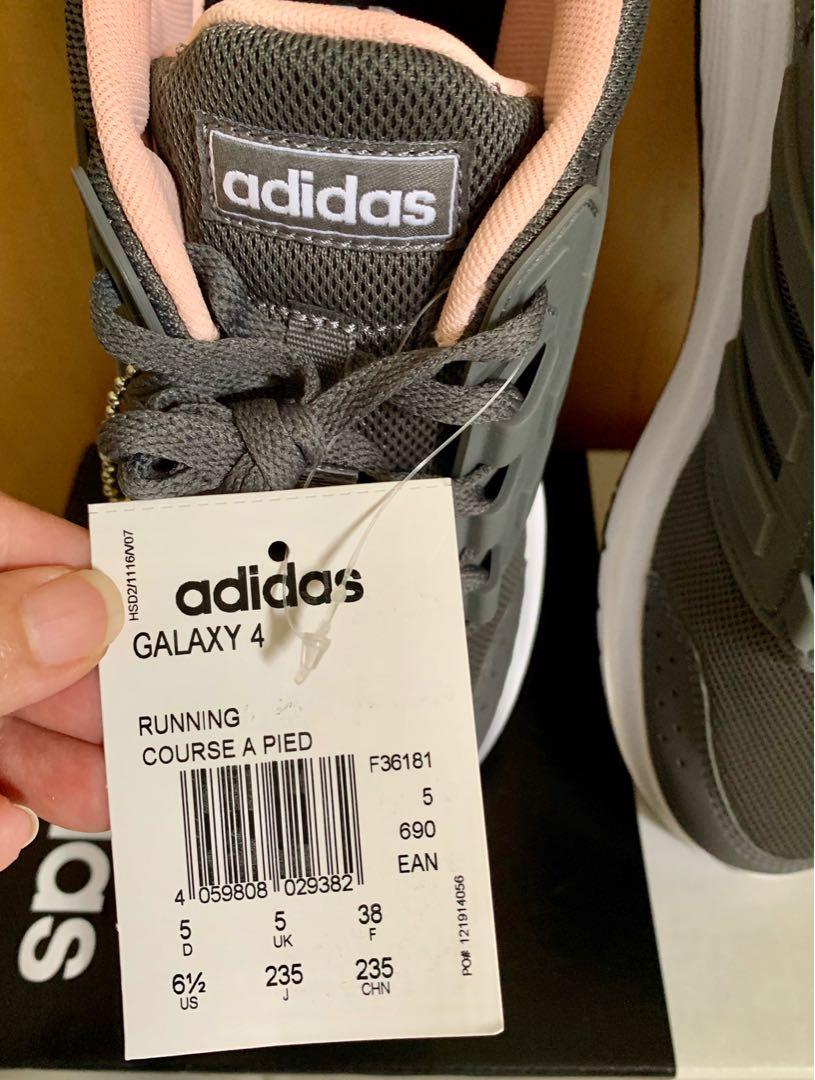 adidas
HSD2/1116/V07
adidas
GALAXY 4
RUNNING
COURSE A PIED
F36181
5
690
EAN
4 059808 029382
5 5 38
D UK F
6½ 235 235
US J CHN
PO# 121914056
das